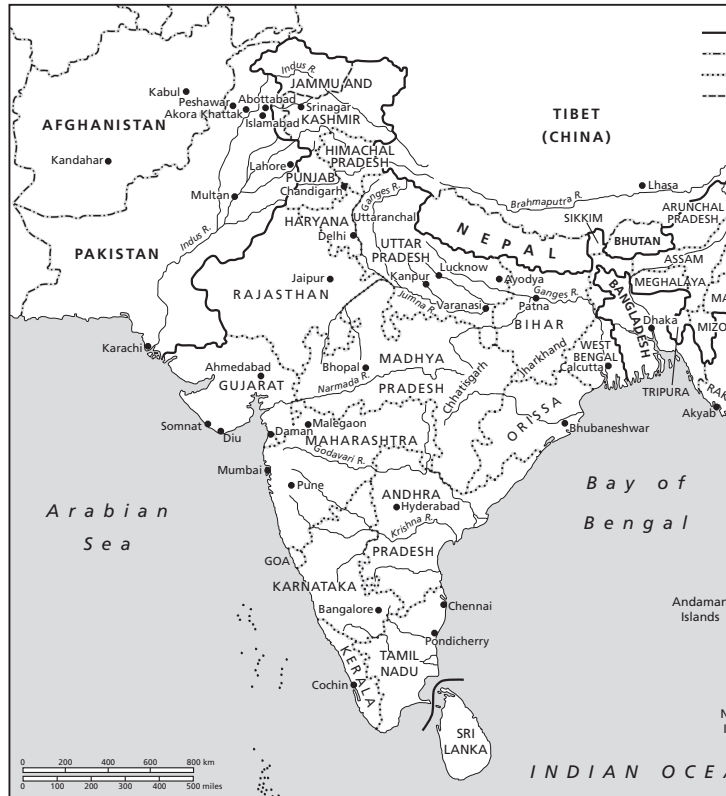 Indus R.
JAMMU AND
KASHMIR
Kabul
Peshawar
Abottabad
Akora Khattak
Islamabad
Srinagar
AFGHANISTAN
TIBET
(CHINA)
HIMACHAL
PRADESH
Kandahar
Lahore
PUNJAB
Chandigarh
Multan
Ganges R.
Lhasa
Brahmaputra R.
HARYANA
Uttaranchal
SIKKIM
ARUNCHAL
PRADESH
Indus R.
Delhi
NEPAL
BHUTAN
PAKISTAN
UTTAR
PRADESH
Lucknow
ASSAM
Jaipur
Kanpur
Ayodya
MEGHALAYA
RAJASTHAN
Jumna R.
Varanasi
Ganges R.
Patna
BANGLADESH
MA
Dhaka
BIHAR
MIZO
Karachi
Ahmedabad
Bhopal
MADHYA
PRADESH
Jharkhand
WEST
BENGAL
Calcutta
GUJARAT
Narmada R.
Chhatisgarh
TRIPURA
RAK
Akyab
Somnat
Diu
Daman
Malegaon
ORISSA
Bhubaneshwar
MAHARASHTRA
Godavari R.
Mumbai
Pune
ANDHRA
PRADESH
Hyderabad
Krishna R.
Bay of
Bengal
Arabian
Sea
GOA
KARNATAKA
Bangalore
Chennai
Andaman
Islands
Pondicherry
TAMIL
NADU
KERALA
Cochin
SRI
LANKA
N
I
INDIAN OCEA
0 200 400 600 800 km
0 100 200 300 400 500 miles